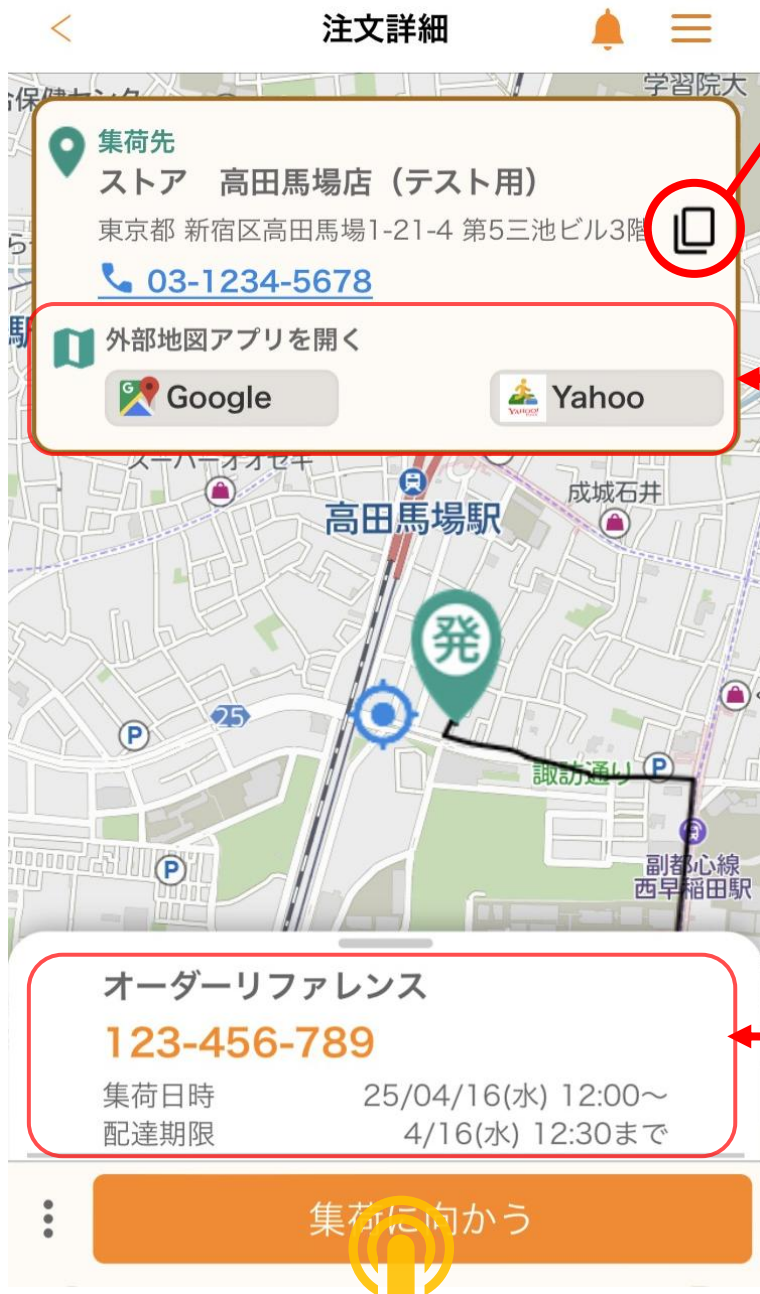 注文詳細
学習院大
集荷先
ストア 高田馬場店（テスト用）
東京都 新宿区高田馬場1-21-4 第5三池ビル3階
03-1234-5678
外部地図アプリを開く
Google
Yahoo
スーパーオオゼキ
高田馬場駅
成城石井
発
25
P
諏訪通り
P
P
副都心線
西早稲田駅
オーダーリファレンス
123-456-789
集荷日時 25/04/16(水) 12:00～
配達期限 4/16(水) 12:30まで
集荷に向かう